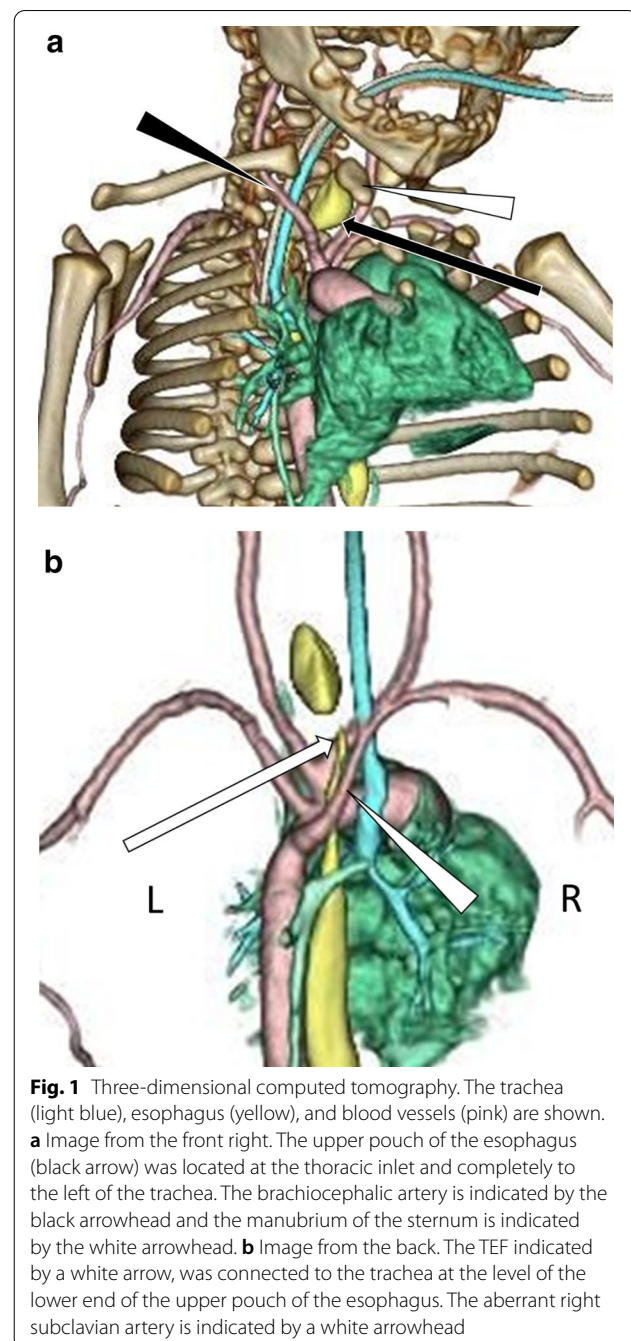 a
b
L
R
Fig. 1 Three-dimensional computed tomography. The trachea
(light blue), esophagus (yellow), and blood vessels (pink) are shown.
a Image from the front right. The upper pouch of the esophagus
(black arrow) was located at the thoracic inlet and completely to
the left of the trachea. The brachiocephalic artery is indicated by the
black arrowhead and the manubrium of the sternum is indicated
by the white arrowhead. b Image from the back. The TEF indicated
by a white arrow, was connected to the trachea at the level of the
lower end of the upper pouch of the esophagus. The aberrant right
subclavian artery is indicated by a white arrowhead